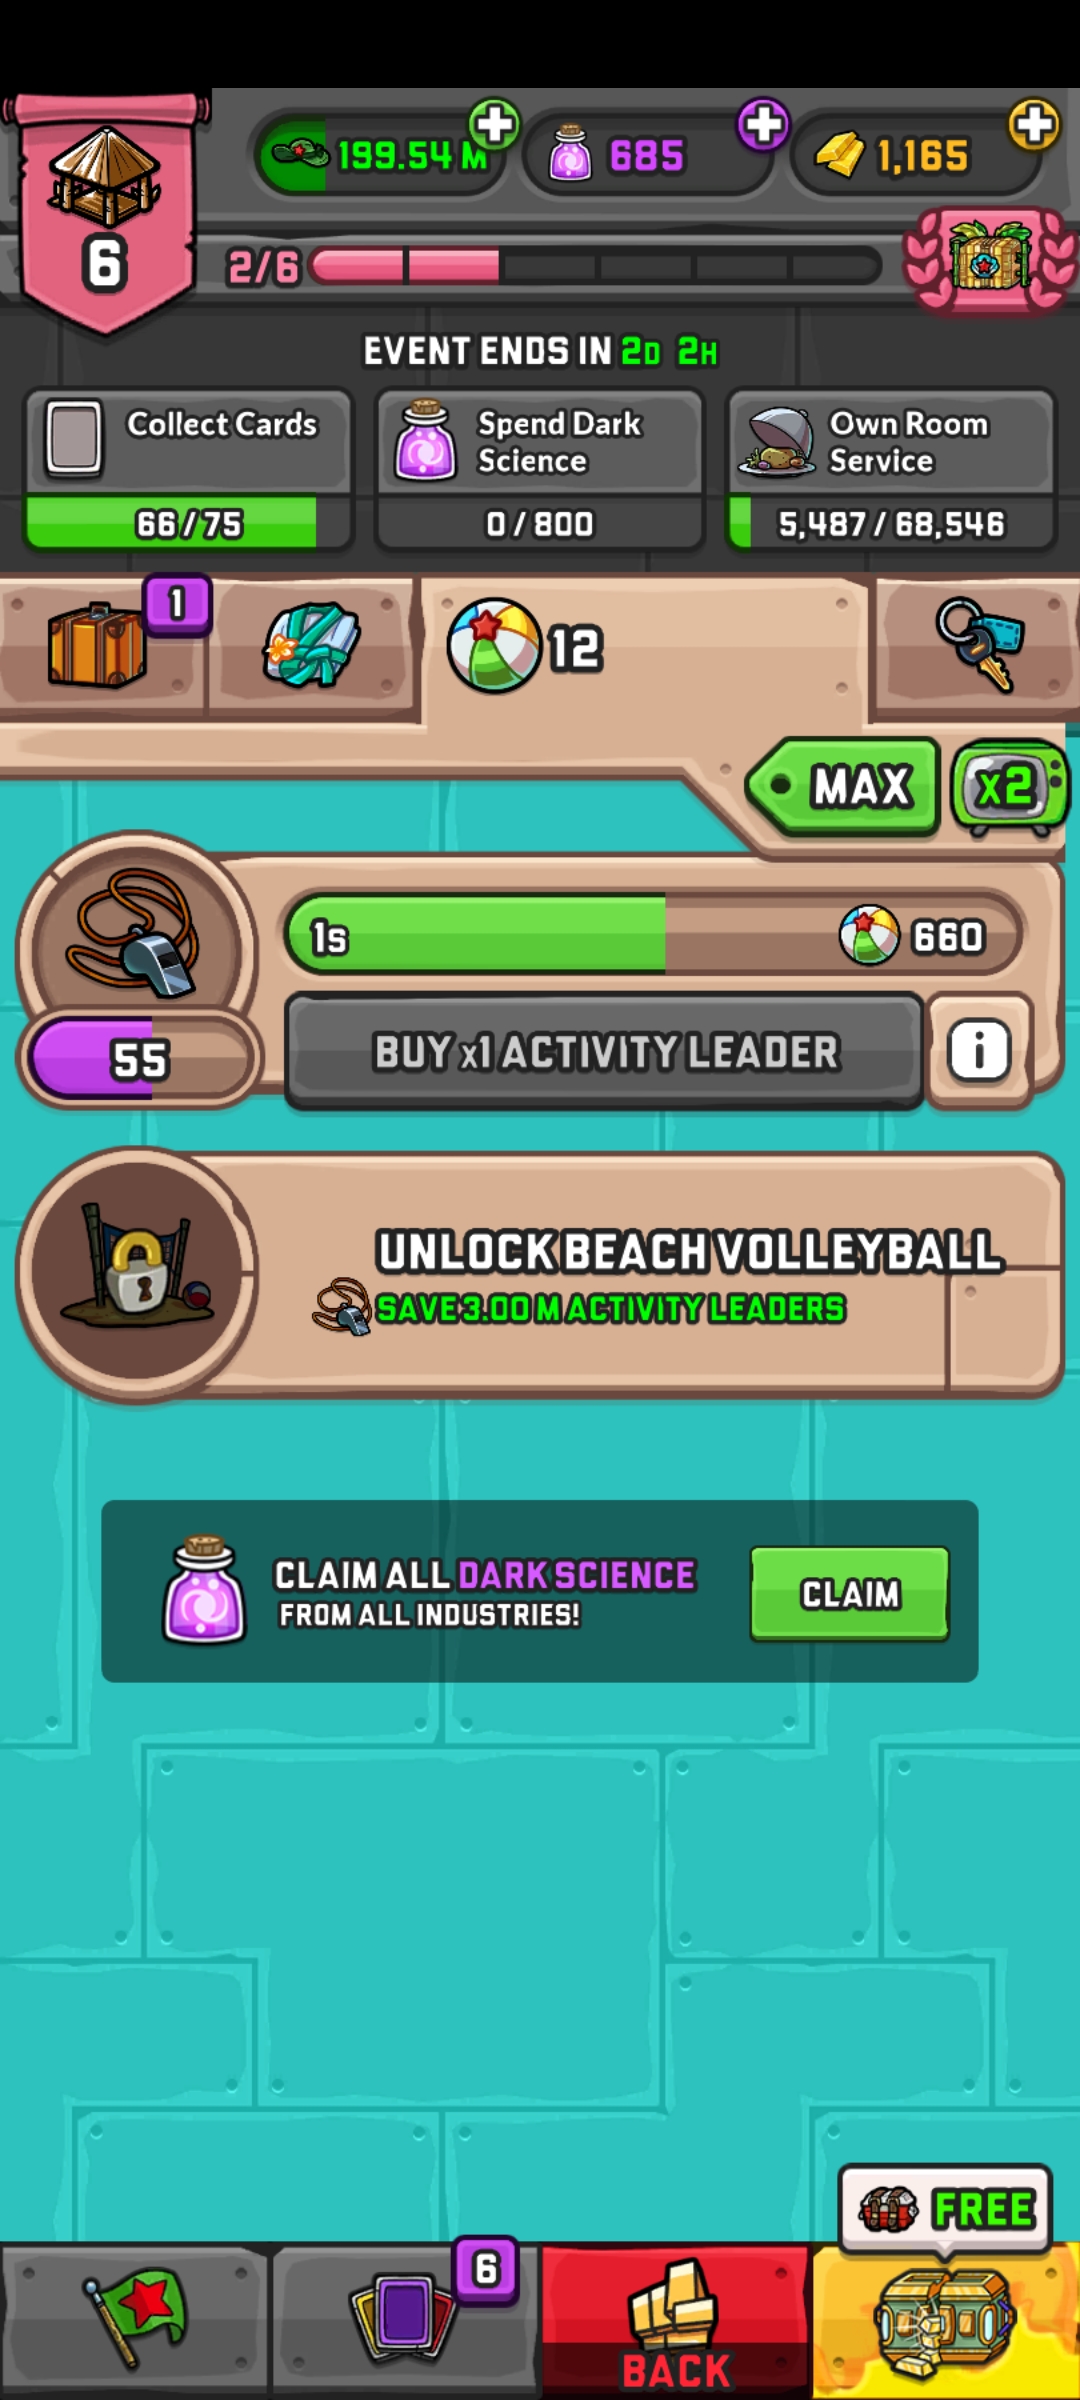 199.54 M
685
1,165
6
2/6
EVENT ENDS IN 2D 2H
Collect Cards
66/75
Spend Dark
Science
0/800
Own Room
Service
5,487/68,546
1
12
MAX
x2
1s
660
55
BUY x1 ACTIVITY LEADER
i
UNLOCK BEACH VOLLEYBALL
SAVE 3.00 M ACTIVITY LEADERS
CLAIM ALL DARK SCIENCE
FROM ALL INDUSTRIES!
CLAIM
FREE
6
BACK